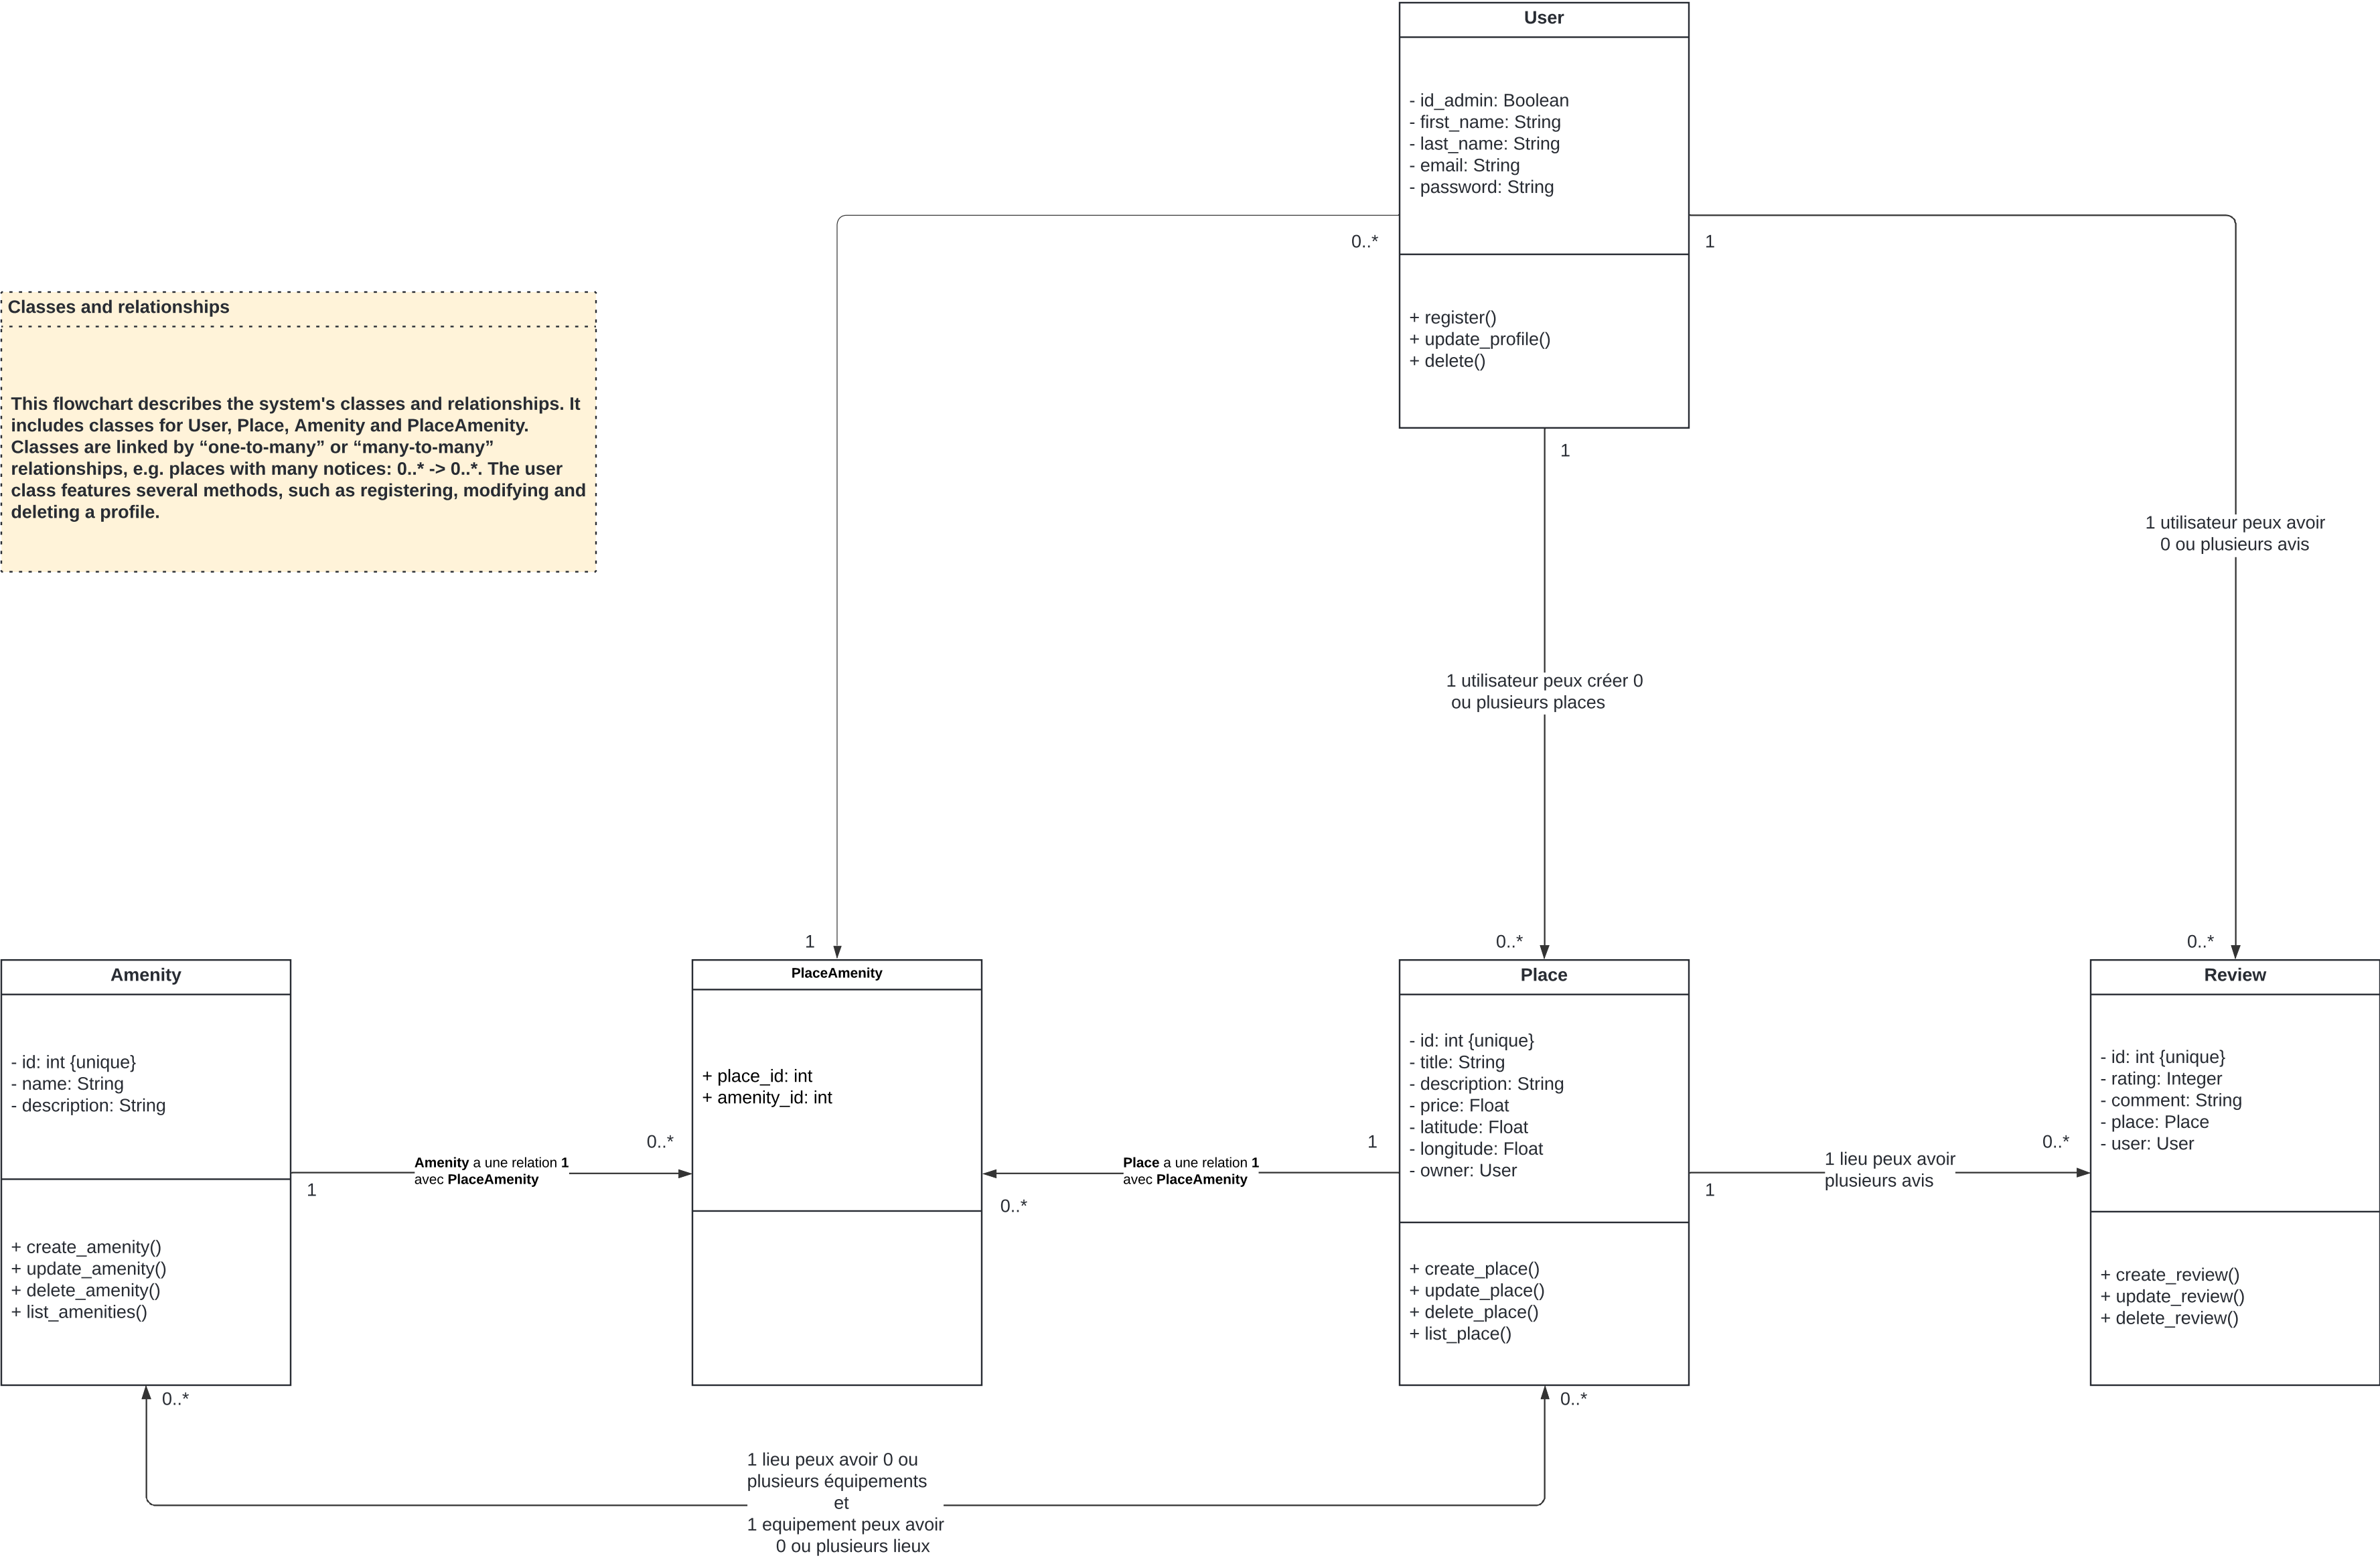 User
- id_admin: Boolean
- first_name: String
- last_name: String
- email: String
- password: String
0..*
1
+ register()
+ update_profile()
+ delete()
1
Classes and relationships
This flowchart describes the system's classes and relationships. It
includes classes for User, Place, Amenity and PlaceAmenity.
Classes are linked by “one-to-many” or “many-to-many”
relationships, e.g. places with many notices: 0..* -> 0..*. The user
class features several methods, such as registering, modifying and
deleting a profile.
1 utilisateur peux avoir
0 ou plusieurs avis
1 utilisateur peux créer 0
ou plusieurs places
1
0..*
0..*
Amenity
- id: int {unique}
- name: String
- description: String
+ create_amenity()
+ update_amenity()
+ delete_amenity()
+ list_amenities()
1
Amenity a une relation 1
avec PlaceAmenity
0..*
PlaceAmenity
+ place_id: int
+ amenity_id: int
0..*
Place a une relation 1
avec PlaceAmenity
1
Place
- id: int {unique}
- title: String
- description: String
- price: Float
- latitude: Float
- longitude: Float
- owner: User
+ create_place()
+ update_place()
+ delete_place()
+ list_place()
1
1 lieu peux avoir
plusieurs avis
0..*
Review
- id: int {unique}
- rating: Integer
- comment: String
- place: Place
- user: User
+ create_review()
+ update_review()
+ delete_review()
0..*
0..*
1 lieu peux avoir 0 ou
plusieurs équipements
et
1 equipement peux avoir
0 ou plusieurs lieux